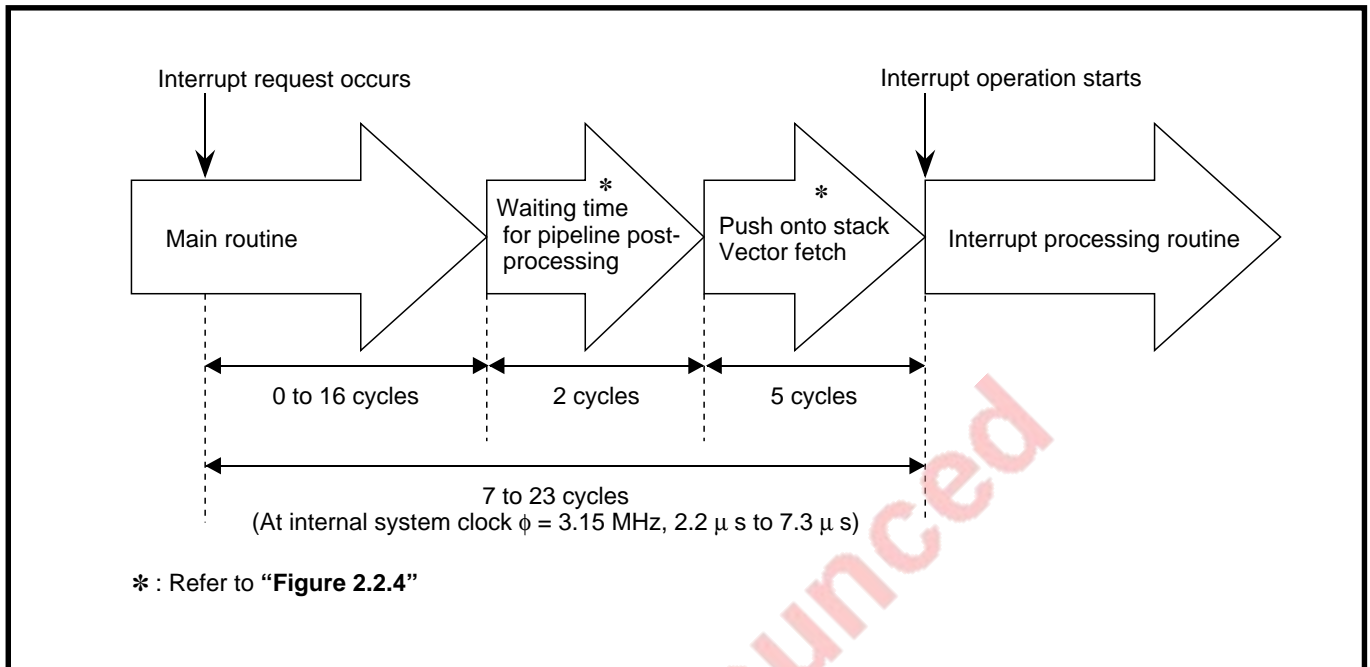 Interrupt request occurs
Interrupt operation starts
Main routine
Waiting time
for pipeline post-
processing
*
Push onto stack
Vector fetch
*
Interrupt processing routine
0 to 16 cycles
2 cycles
5 cycles
7 to 23 cycles
(At internal system clock ϕ = 3.15 MHz, 2.2 μ s to 7.3 μ s)
* : Refer to “Figure 2.2.4”
ounced